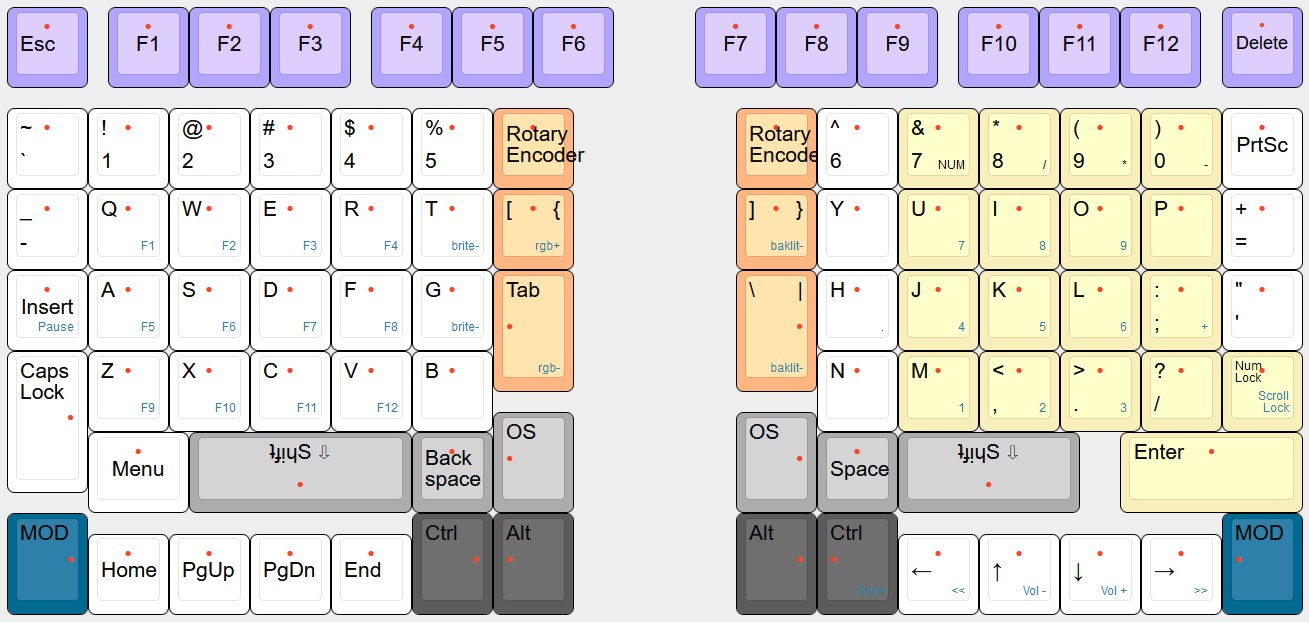 Esc F1 F2 F3 F4 F5 F6 F7 F8 F9 F10 F11 F12 Delete
~ ! @ # $ % Rotary Rotary ^ & * ( ) PrtSc
` 1 2 3 4 5 Encoder Encode 6 7 NUM 8 / 9 * 0 -
_ Q W E R T [ { ] } Y U I O P +
- F1 F2 F3 F4 brite- rgb+ baklit- 7 8 9 =
Insert A S D F G Tab \ | H J K L : "
Pause F5 F6 F7 F8 brite- . 4 5 6 ; + '
Caps Z X C V B N M < > ? Num
Lock F9 F10 F11 F12 rgb- baklit- 1 , 2 . 3 / Lock
Scroll
Lock
Menu Shift ⇩ Back OS OS Space Shift ⇩ Enter
space
MOD Ctrl Alt Alt Ctrl MOD
Home PgUp PgDn End ← ↑ ↓ →
Mute << Vol - Vol + >>